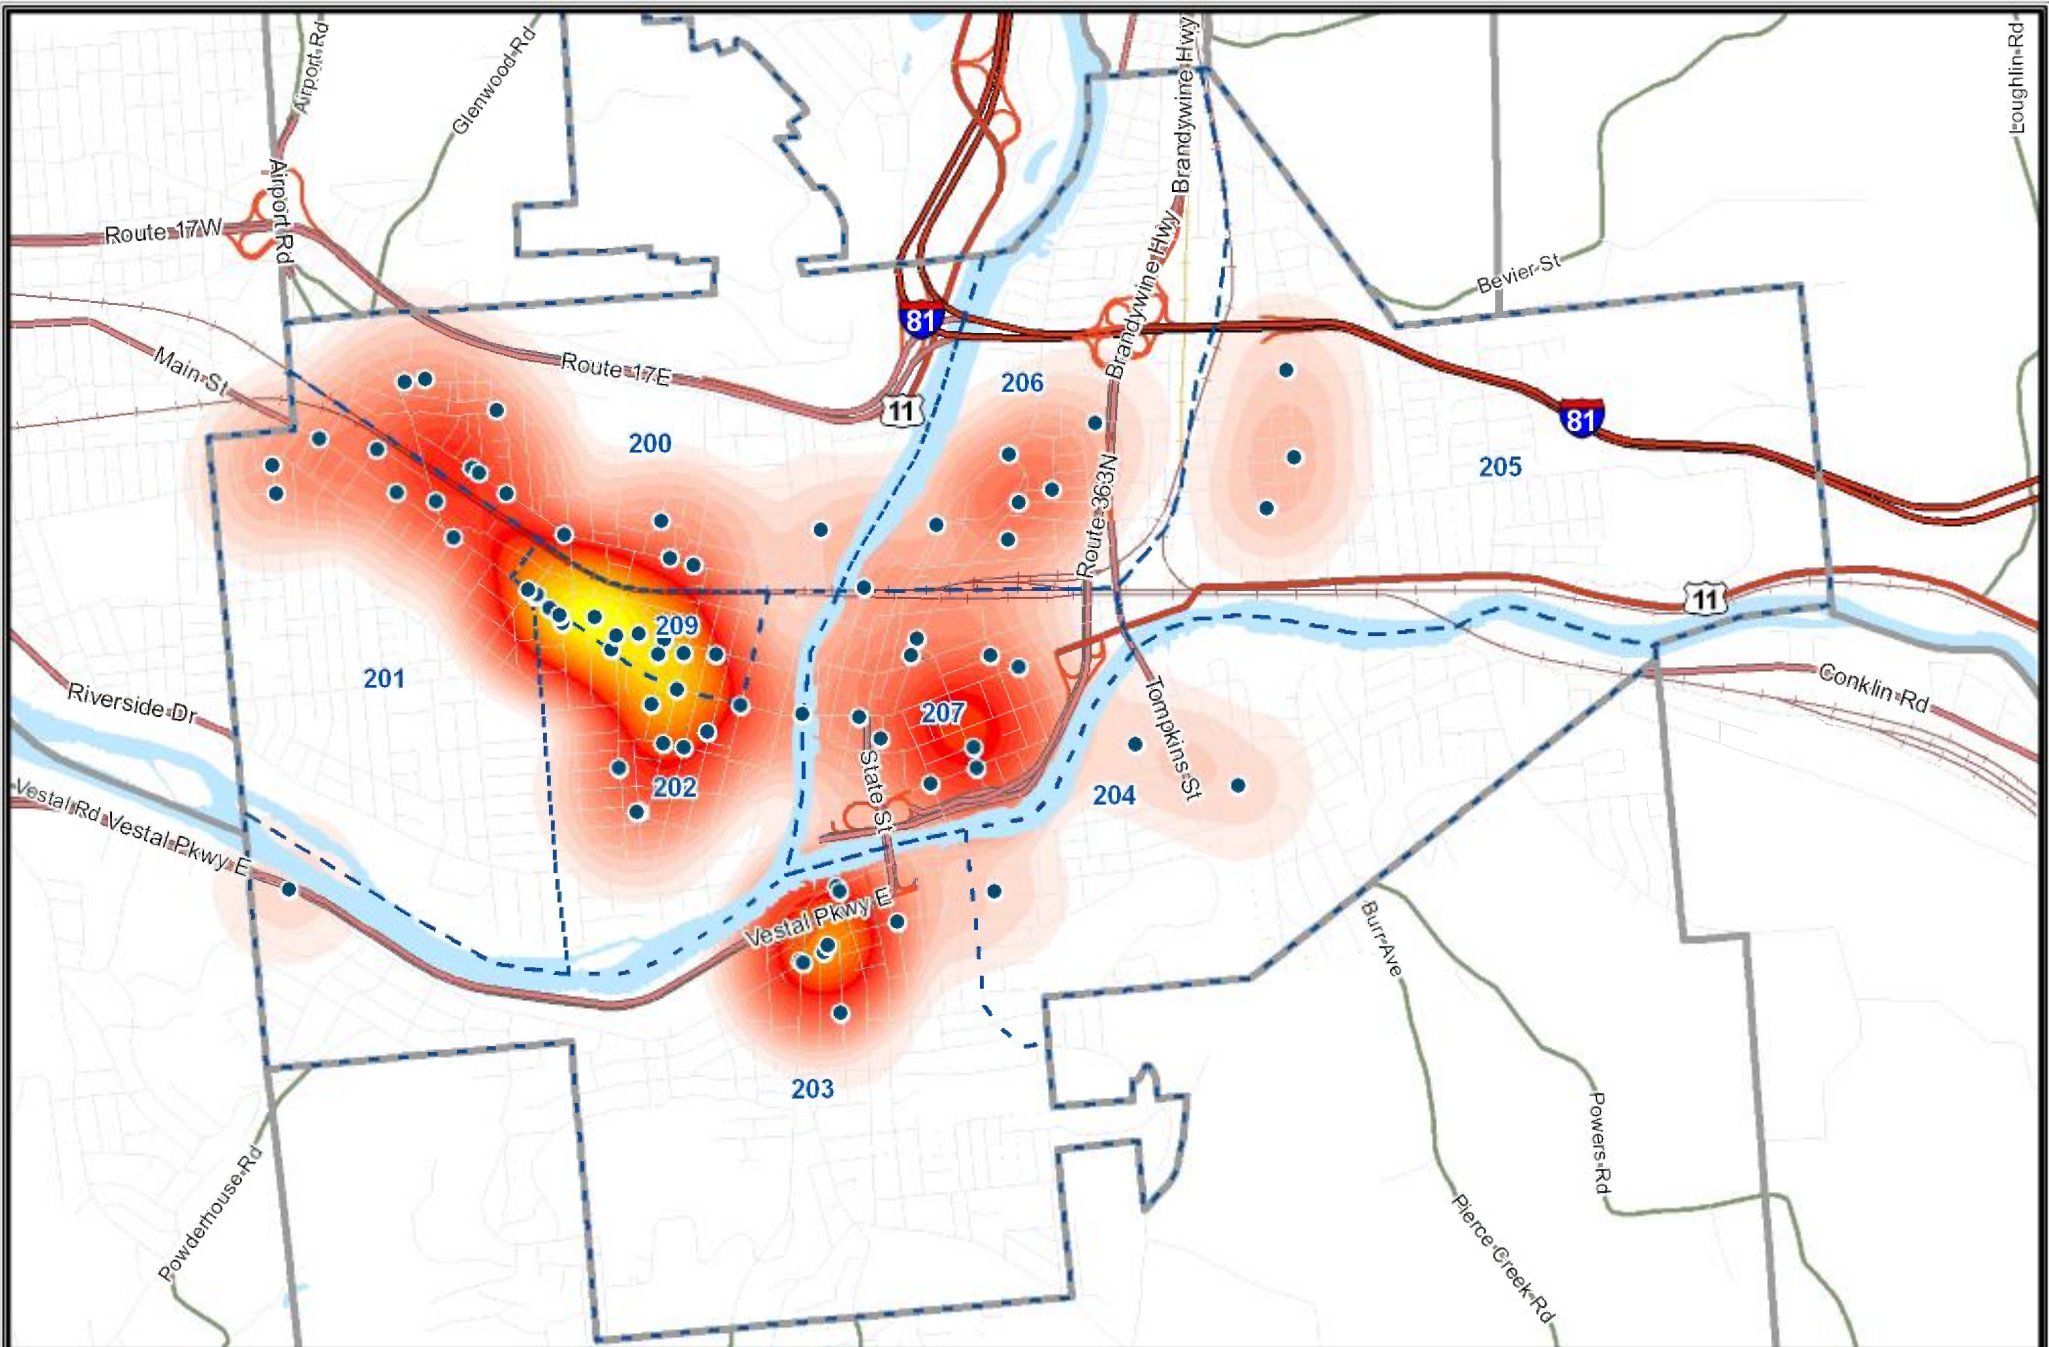 Airport-Rd
Glenwood-Rd
Brandywine Hwy
Loughlin-Rd
Airport Rd
Route 17W
Brandywine Hwy
Bevier-St
81
Main-St
Route 17E
206
11
81
200
205
Route-363N
11
209
201
Riverside-Dr
Conklin-Rd
Tompkins-St
207
State-St
202
204
Vestal-Rd
Vestal-Pkwy-E
Vestal Pkwy E
Burr-Ave
203
Powers-Rd
Powderhouse-Rd
Pierce-Creek-Rd